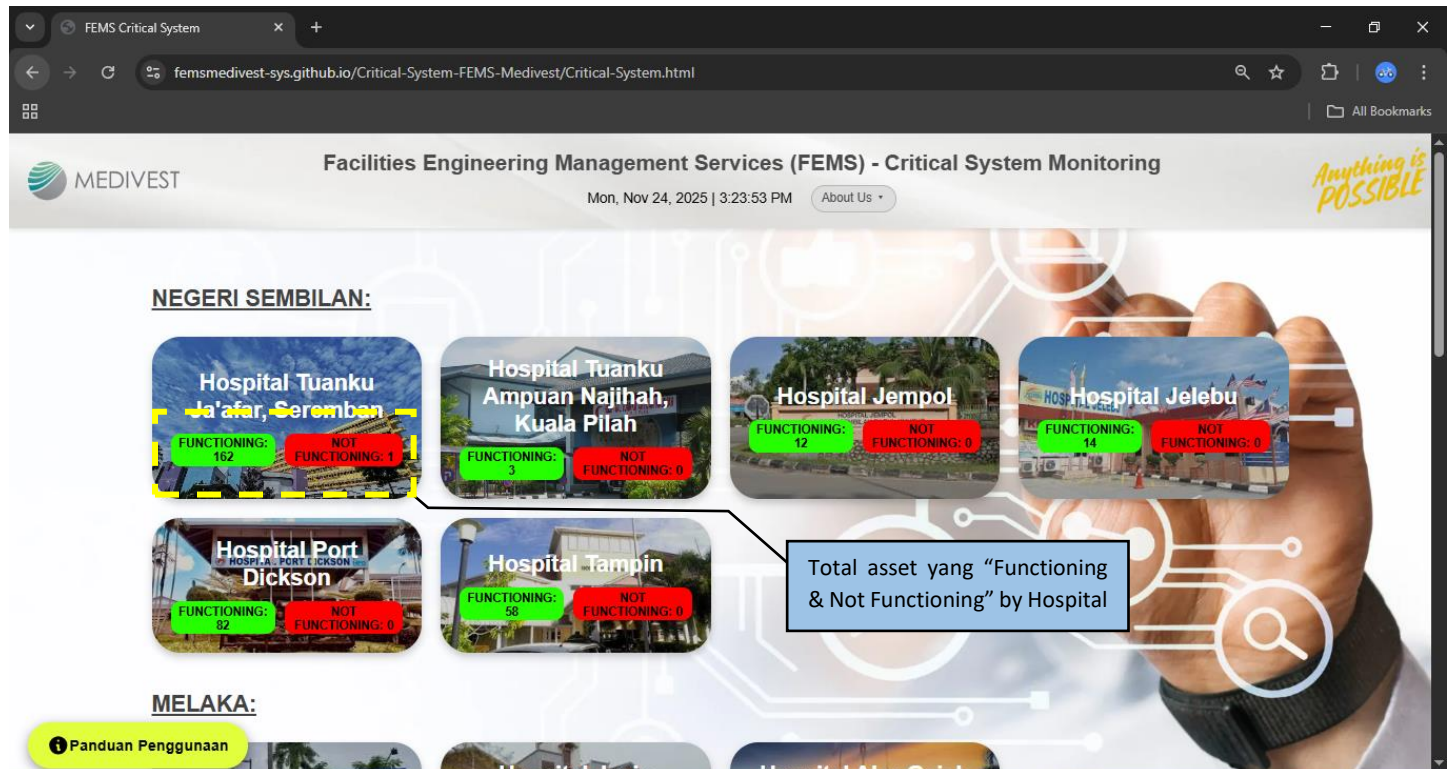 FEMS Critical System
femsmedivest-sys.github.io/Critical-System-FEMS-Medivest/Critical-System.html
All Bookmarks
MEDIVEST
Facilities Engineering Management Services (FEMS) - Critical System Monitoring
Mon, Nov 24, 2025 | 3:23:53 PM
About Us
Anything is
POSSIBLE
NEGERI SEMBILAN:
Hospital Tuanku
Ja'afar, Seremban
FUNCTIONING:
162
NOT
FUNCTIONING: 1
Hospital Tuanku
Ampuan Najihah,
Kuala Pilah
FUNCTIONING:
3
NOT
FUNCTIONING: 0
Hospital Jempol
HOSPITAL JEMPOL
FUNCTIONING:
12
NOT
FUNCTIONING: 0
Hospital Jelebu
FUNCTIONING:
14
NOT
FUNCTIONING: 0
Hospital Port
Dickson
FUNCTIONING:
82
NOT
FUNCTIONING: 0
Hospital Tampin
FUNCTIONING:
58
NOT
FUNCTIONING: 0
Total asset yang “Functioning
& Not Functioning” by Hospital
MELAKA:
Panduan Penggunaan